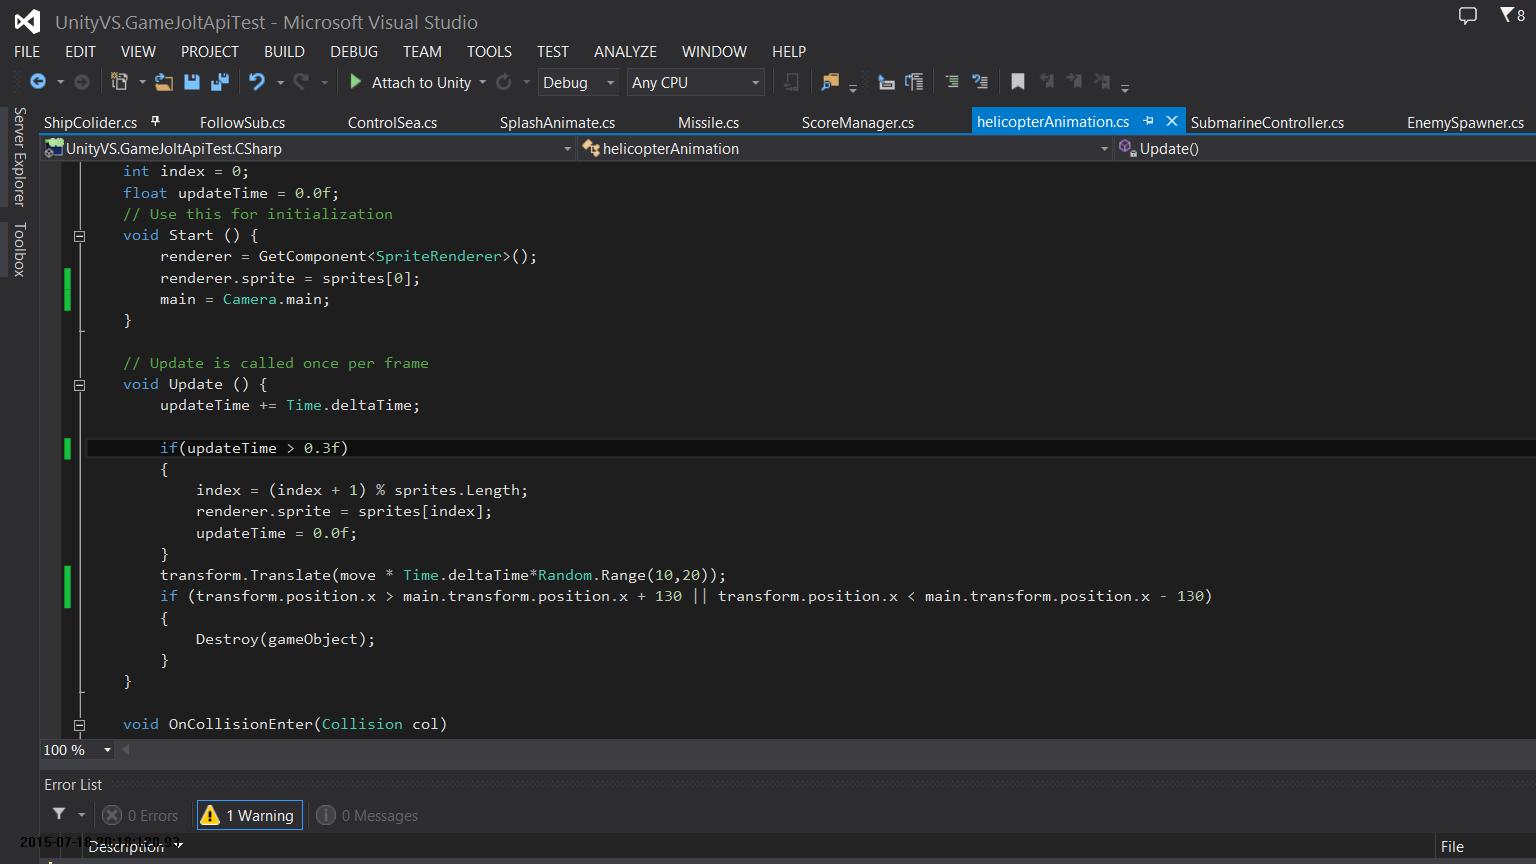 UnityVS.GameJoltApiTest - Microsoft Visual Studio
8
FILE EDIT VIEW PROJECT BUILD DEBUG TEAM TOOLS TEST ANALYZE WINDOW HELP
Attach to Unity Debug Any CPU
Server Explorer
Toolbox
ShipColider.cs FollowSub.cs ControlSea.cs SplashAnimate.cs Missile.cs ScoreManager.cs helicopterAnimation.cs SubmarineController.cs EnemySpawner.cs
UnityVS.GameJoltApiTest.CSharp helicopterAnimation Update()
int index = 0;
float updateTime = 0.0f;
// Use this for initialization
void Start () {
renderer = GetComponent<SpriteRenderer>();
renderer.sprite = sprites[0];
main = Camera.main;
}
// Update is called once per frame
void Update () {
updateTime += Time.deltaTime;
if(updateTime > 0.3f)
{
index = (index + 1) % sprites.Length;
renderer.sprite = sprites[index];
updateTime = 0.0f;
}
transform.Translate(move * Time.deltaTime*Random.Range(10,20));
if (transform.position.x > main.transform.position.x + 130 || transform.position.x < main.transform.position.x - 130)
{
Destroy(gameObject);
}
}
void OnCollisionEnter(Collision col)
100 %
Error List
0 Errors 1 Warning 0 Messages
Description File